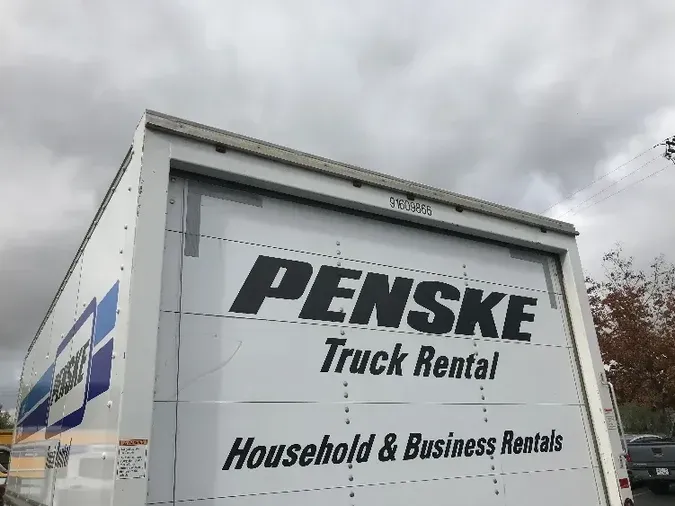 91609866
PENSKE
Truck Rental
Household & Business Rentals
PENSKE